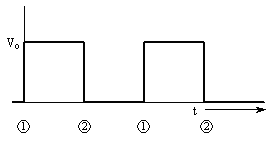 V₀
t
① ② ① ②